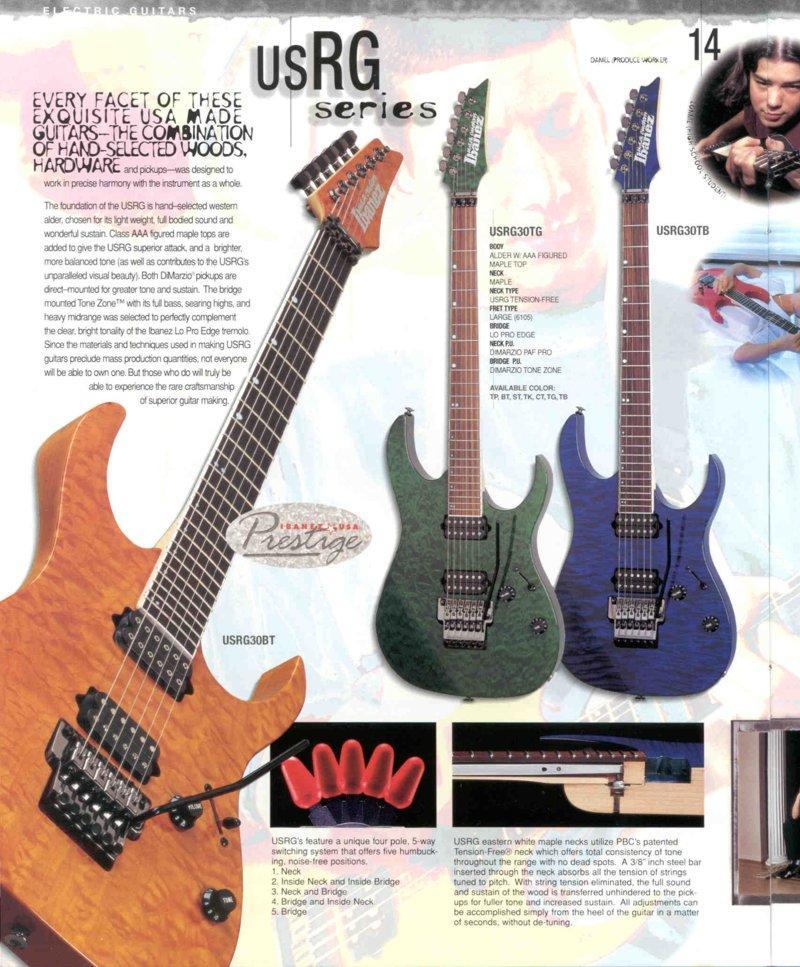 ELECTRIC GUITARS
USRG
series
14
DANIEL (PRODUCE WORKER)
EVERY FACET OF THESE
EXQUISITE USA MADE
GUITARS—THE COMBINATION
OF HAND-SELECTED WOODS,
HARDWARE and pickups—was designed to
work in precise harmony with the instrument as a whole.
The foundation of the USRG is hand-selected western
alder, chosen for its light weight, full bodied sound and
wonderful sustain. Class AAA figured maple tops are
added to give the USRG superior attack, and a brighter,
more balanced tone (as well as contributes to the USRG's
unparalleled visual beauty). Both DiMarzio® pickups are
direct-mounted for greater tone and sustain. The bridge
mounted Tone Zone™ with its full bass, searing highs, and
heavy midrange was selected to perfectly complement
the clear, bright tonality of the Ibanez Lo Pro Edge tremolo.
Since the materials and techniques used in making USRG
guitars preclude mass production quantities, not everyone
will be able to own one. But those who do will truly be
able to experience the rare craftsmanship
of superior guitar making.
Ibanez
Ibanez
Ibanez
USRG30TG
BODY
ALDER W/ AAA FIGURED
MAPLE TOP
NECK
MAPLE
NECK TYPE
USRG TENSION-FREE
FRET TYPE
LARGE (6105)
BRIDGE
LO PRO EDGE
NECK P.U.
DIMARZIO PAF PRO
BRIDGE P.U.
DIMARZIO TONE ZONE
AVAILABLE COLOR:
TP, BT, ST, TK, CT, TG, TB
USRG30TB
IBANEZ USA
Prestige
USRG30BT
VOLUME
TONE
USRG's feature a unique four pole, 5-way
switching system that offers five humbuck-
ing, noise-free positions.
1. Neck
2. Inside Neck and Inside Bridge
3. Neck and Bridge
4. Bridge and Inside Neck
5. Bridge
USRG eastern white maple necks utilize PBC's patented
Tension-Free® neck which offers total consistency of tone
throughout the range with no dead spots. A 3/8" inch steel bar
inserted through the neck absorbs all the tension of strings
tuned to pitch. With string tension eliminated, the full sound
and sustain of the wood is transferred unhindered to the pick-
ups for fuller tone and increased sustain. All adjustments can
be accomplished simply from the heel of the guitar in a matter
of seconds, without de-tuning.